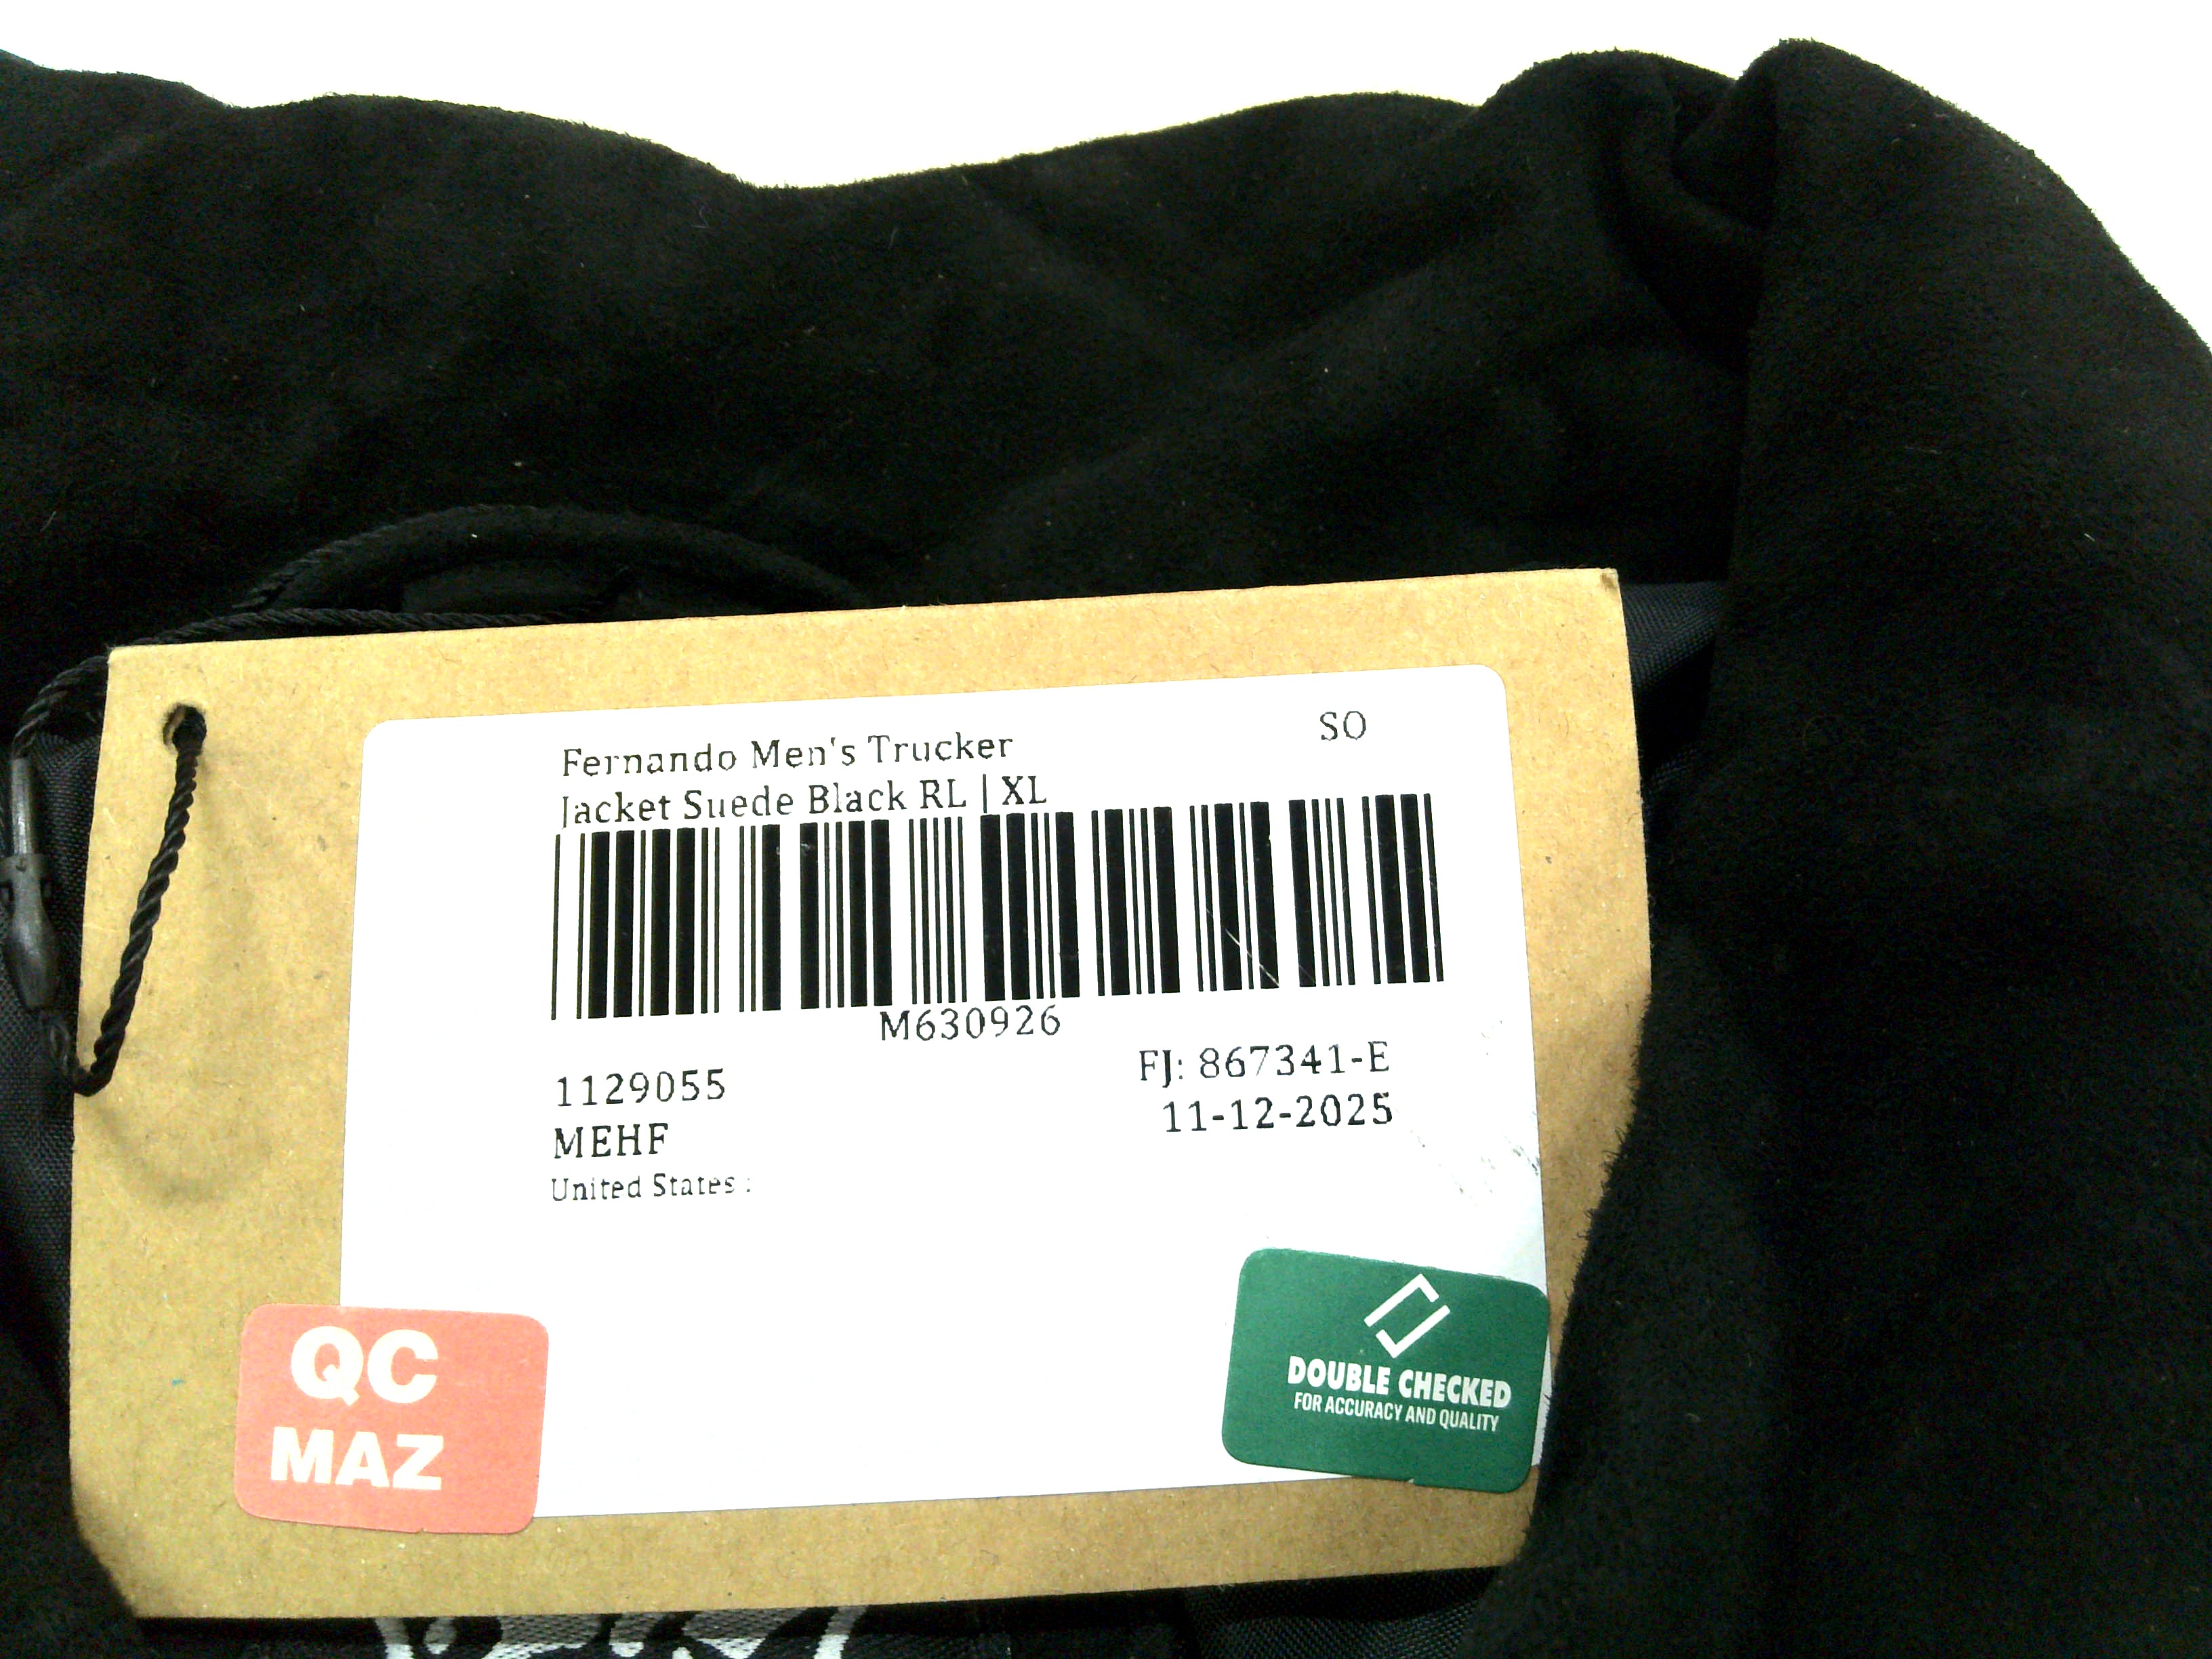 Fernando Men's Trucker
Jacket Suede Black RL | XL
SO
M630926
1129055
FJ: 867341-E
MEHF
11-12-2025
United States :
QC
MAZ
DOUBLE CHECKED
FOR ACCURACY AND QUALITY